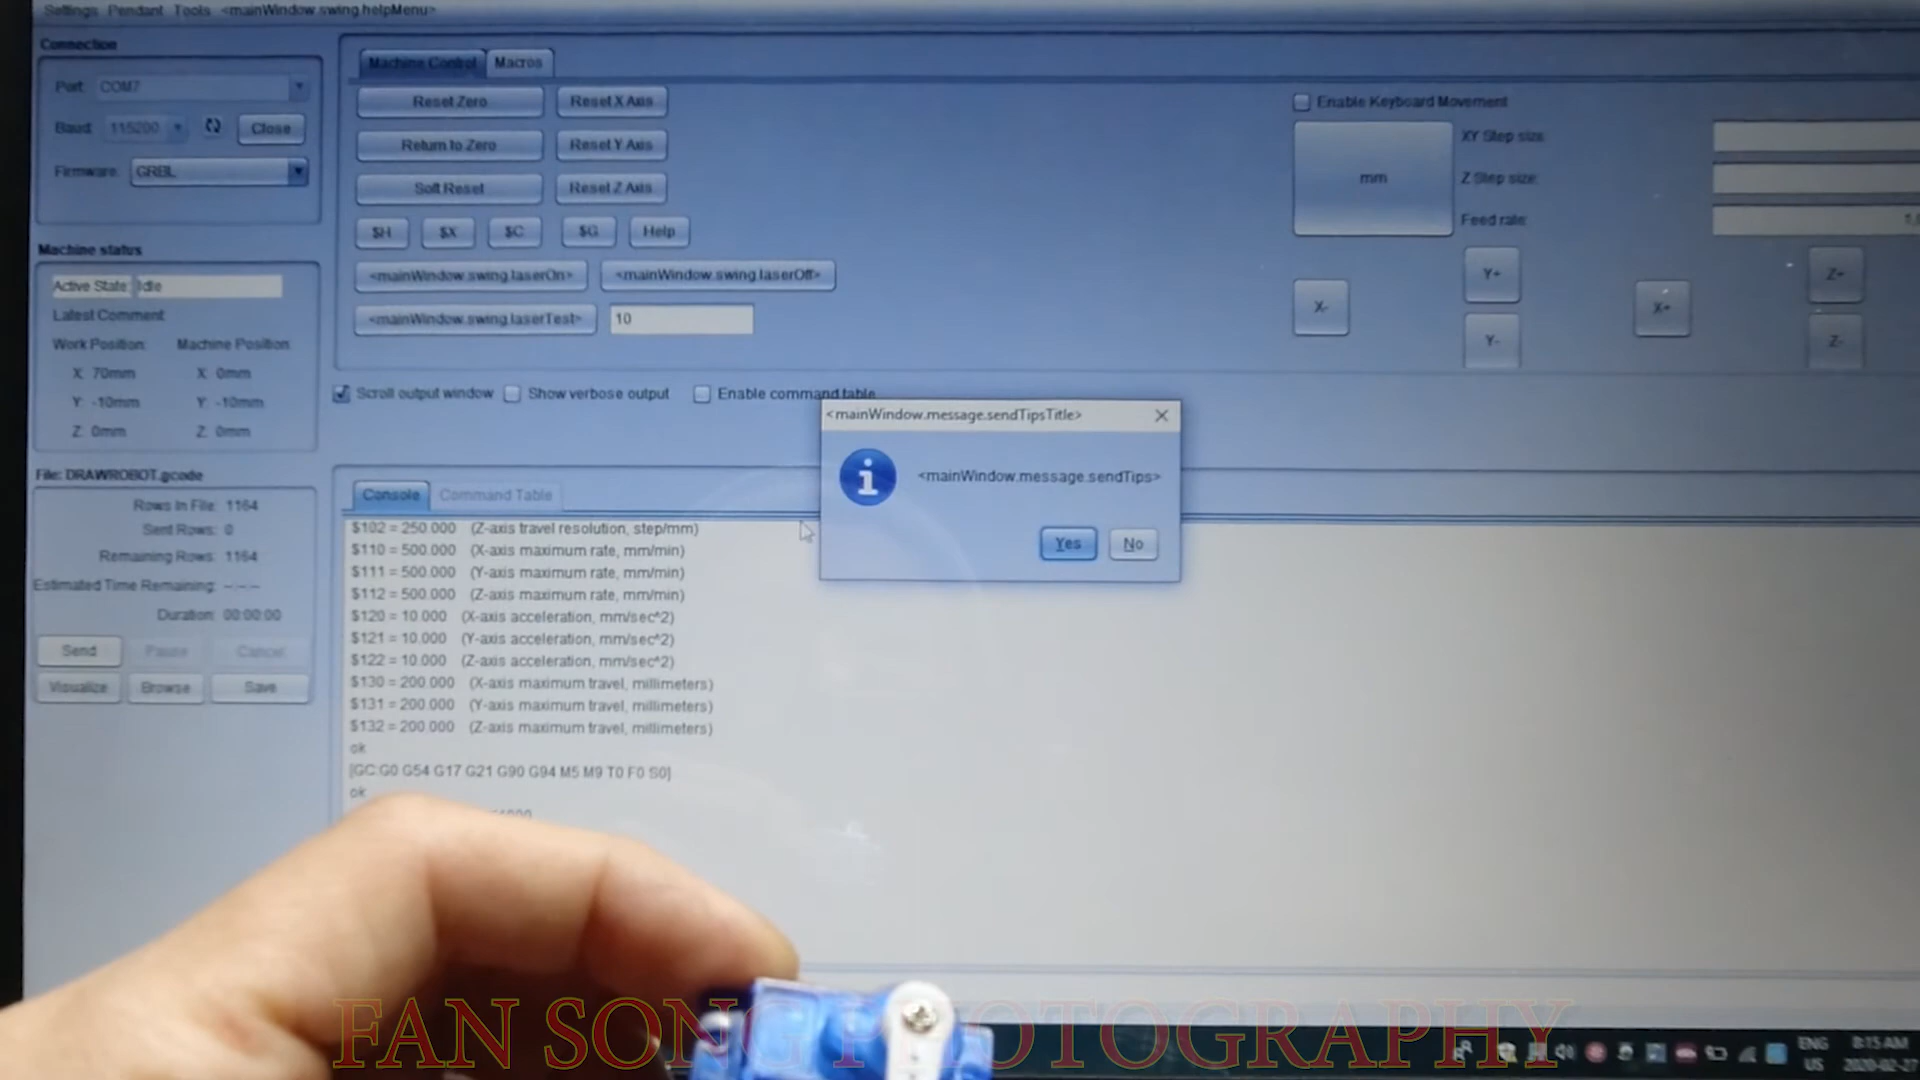 Settings Pendant Tools <mainWindow.swing.helpMenu>
Connection
Port: COM7
Baud: 115200 Close
Firmware: GRBL
Machine status
Active State: Idle
Latest Comment:
Work Position: Machine Position:
X: 70mm X: 0mm
Y: -10mm Y: -10mm
Z: 0mm Z: 0mm
File: DRAWROBOT.gcode
Rows In File: 1164
Sent Rows: 0
Remaining Rows: 1164
Estimated Time Remaining: --:--:--
Duration: 00:00:00
Send Pause Cancel
Visualize Browse Save
Machine Control Macros
Reset Zero Reset X Axis
Return to Zero Reset Y Axis
Soft Reset Reset Z Axis
$H $X $C $G Help
<mainWindow.swing.laserOn> <mainWindow.swing.laserOff>
<mainWindow.swing.laserTest> 10
Enable Keyboard Movement
mm
XY Step size:
Z Step size:
Feed rate:
Y+ Z+
X- X+
Y- Z-
Scroll output window Show verbose output Enable command table
<mainWindow.message.sendTipsTitle>
<mainWindow.message.sendTips>
Yes No
Console Command Table
$102 = 250.000 (Z-axis travel resolution, step/mm)
$110 = 500.000 (X-axis maximum rate, mm/min)
$111 = 500.000 (Y-axis maximum rate, mm/min)
$112 = 500.000 (Z-axis maximum rate, mm/min)
$120 = 10.000 (X-axis acceleration, mm/sec^2)
$121 = 10.000 (Y-axis acceleration, mm/sec^2)
$122 = 10.000 (Z-axis acceleration, mm/sec^2)
$130 = 200.000 (X-axis maximum travel, millimeters)
$131 = 200.000 (Y-axis maximum travel, millimeters)
$132 = 200.000 (Z-axis maximum travel, millimeters)
ok
[GC:G0 G54 G17 G21 G90 G94 M5 M9 T0 F0 S0]
ok
FAN SONG PHOTOGRAPHY
ENG 8:15 AM
US 2020-02-27